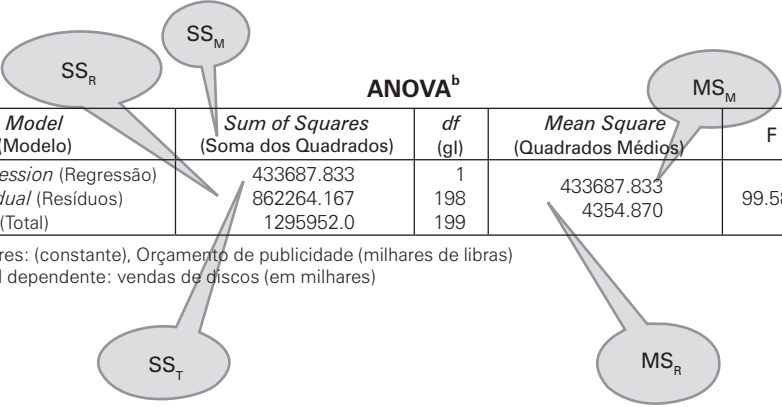 SS_M
SS_R
ANOVA^b
MS_M
Model Sum of Squares df Mean Square F
(Modelo) (Soma dos Quadrados) (gl) (Quadrados Médios)
ession (Regressão) 433687.833 1 433687.833 99.58
dual (Resíduos) 862264.167 198 4354.870
(Total) 1295952.0 199
res: (constante), Orçamento de publicidade (milhares de libras)
l dependente: vendas de discos (em milhares)
SS_T
MS_R